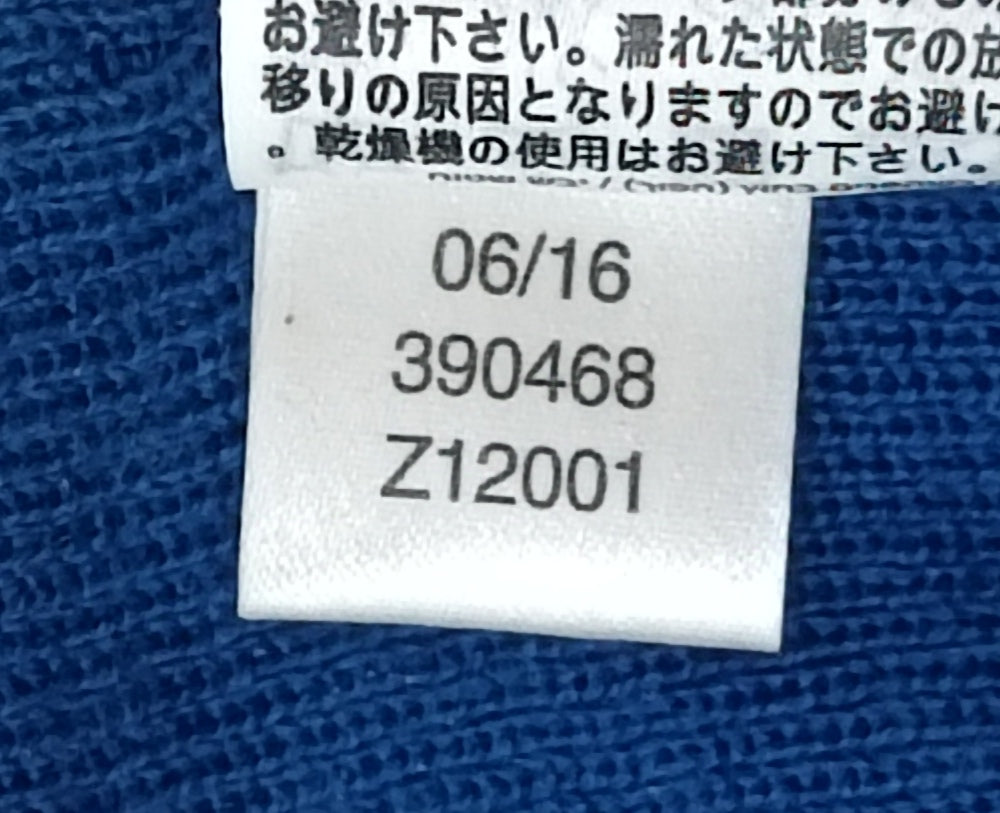 お避け下さい。濡れた状態での放
移りの原因となりますのでお避け
。乾燥機の使用はお避け下さい。
06/16
390468
Z12001